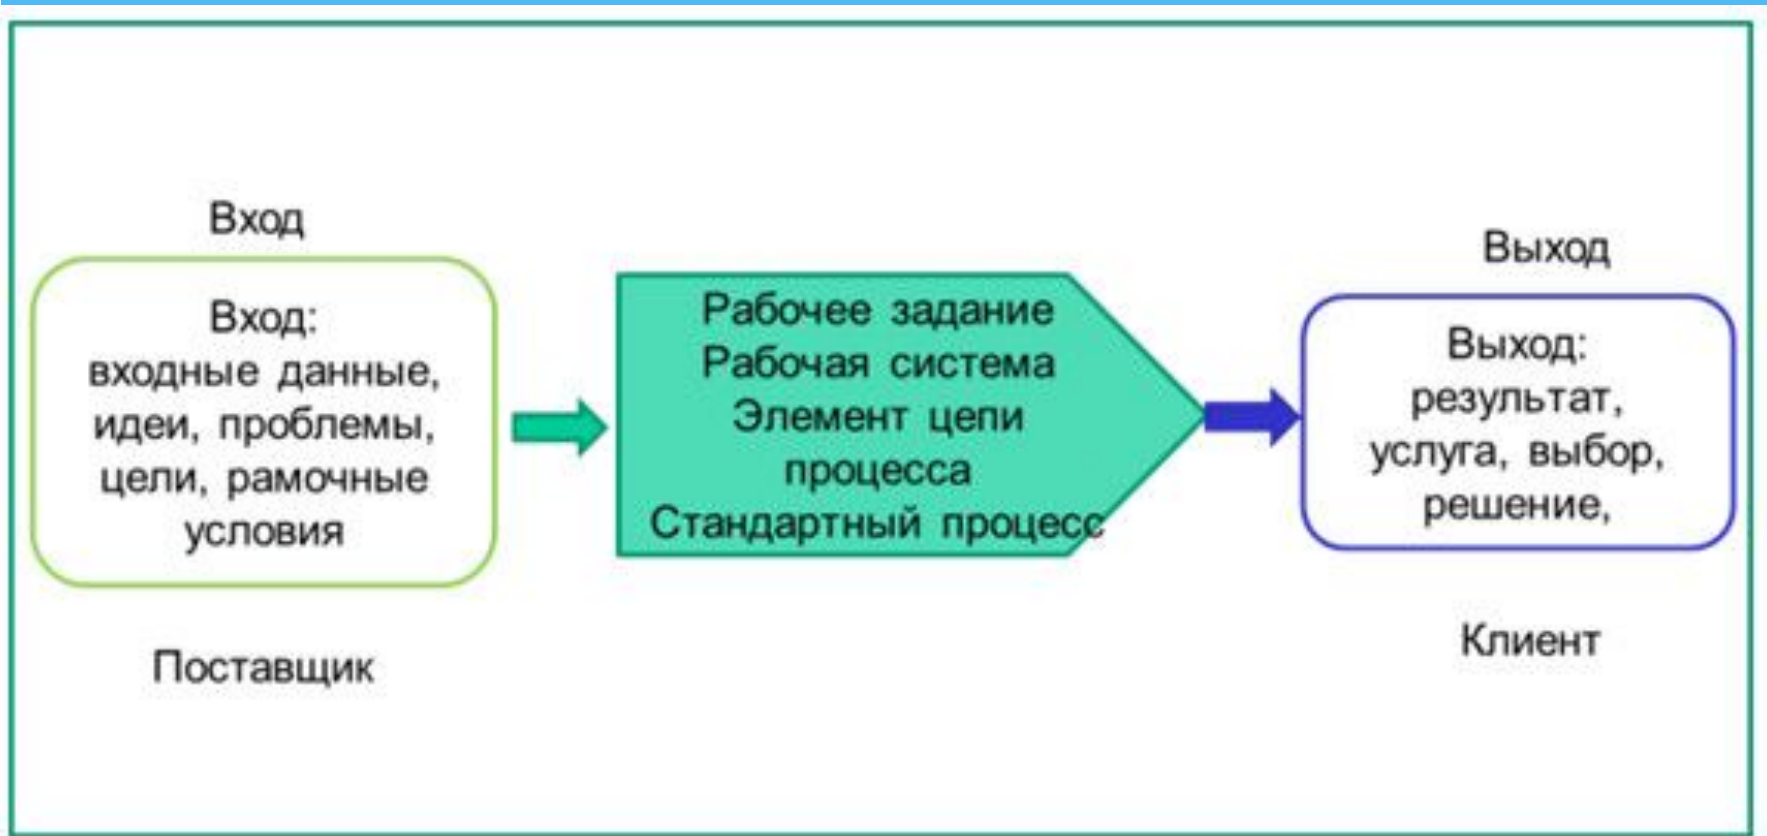 Вход
Вход:
входные данные,
идеи, проблемы,
цели, рамочные
условия
Поставщик
Рабочее задание
Рабочая система
Элемент цепи
процесса
Стандартный процесс
Выход
Выход:
результат,
услуга, выбор,
решение,
Клиент